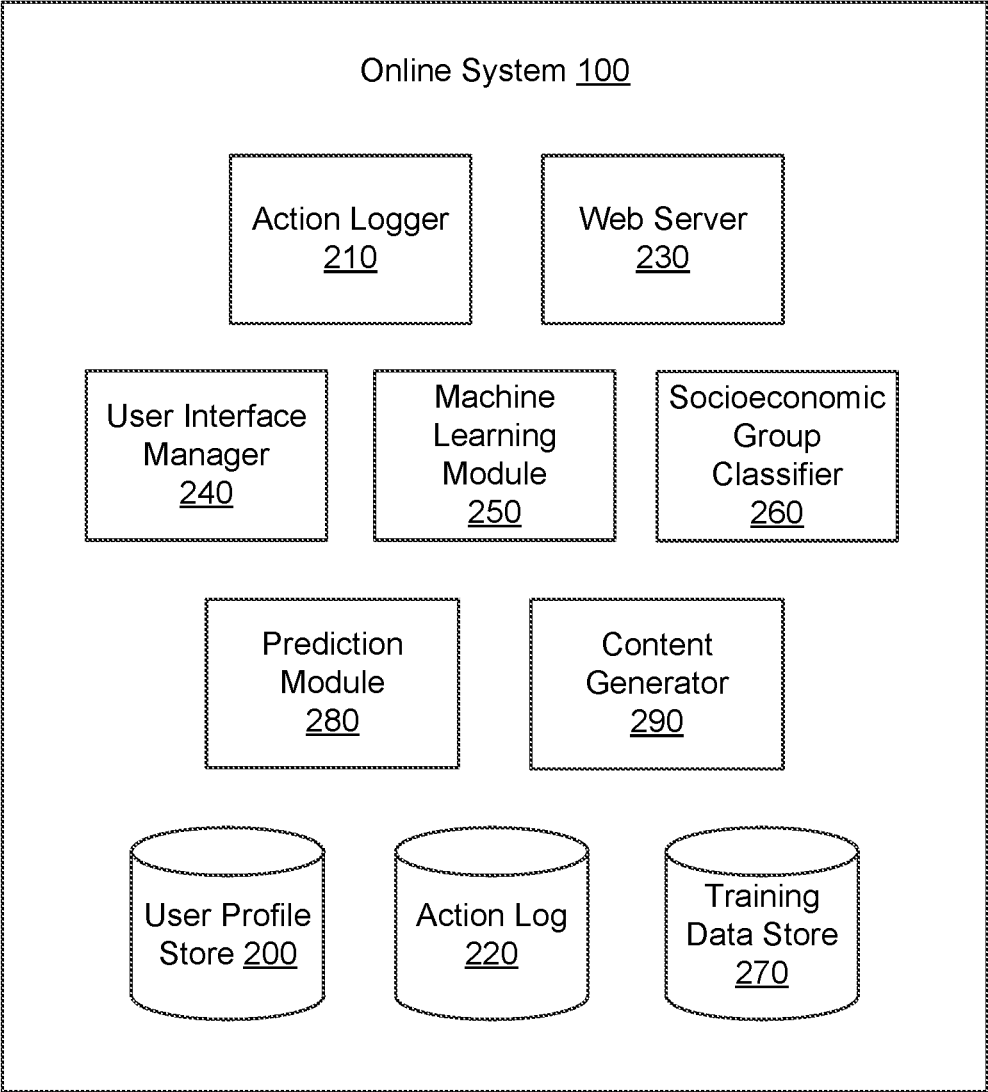 Online System 100
Action Logger
210
Web Server
230
User Interface
Manager
240
Machine
Learning
Module
250
Socioeconomic
Group
Classifier
260
Prediction
Module
280
Content
Generator
290
User Profile
Store 200
Action Log
220
Training
Data Store
270